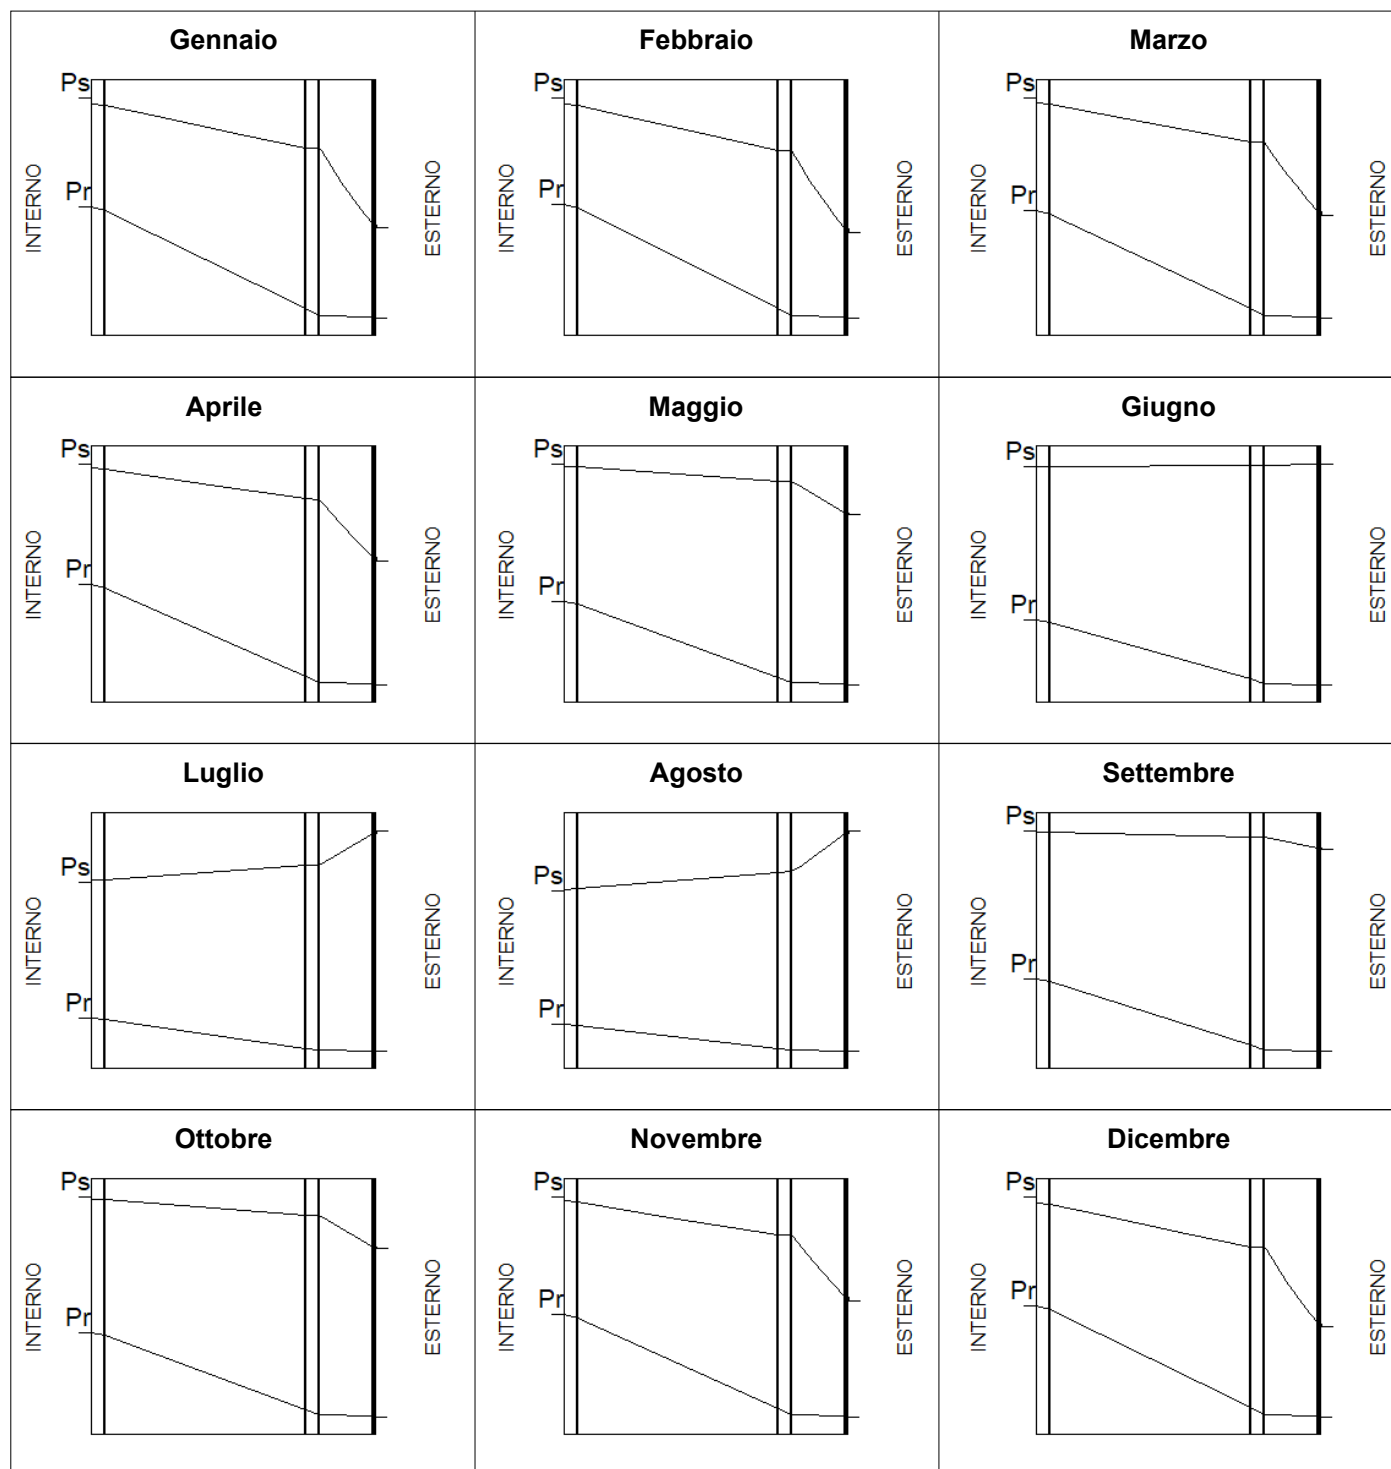 Gennaio
Ps
Pr
INTERNO
ESTERNO
Febbraio
Ps
Pr
INTERNO
ESTERNO
Marzo
Ps
Pr
INTERNO
ESTERNO
Aprile
Ps
Pr
INTERNO
ESTERNO
Maggio
Ps
Pr
INTERNO
ESTERNO
Giugno
Ps
Pr
INTERNO
ESTERNO
Luglio
Ps
Pr
INTERNO
ESTERNO
Agosto
Ps
Pr
INTERNO
ESTERNO
Settembre
Ps
Pr
INTERNO
ESTERNO
Ottobre
Ps
Pr
INTERNO
ESTERNO
Novembre
Ps
Pr
INTERNO
ESTERNO
Dicembre
Ps
Pr
INTERNO
ESTERNO